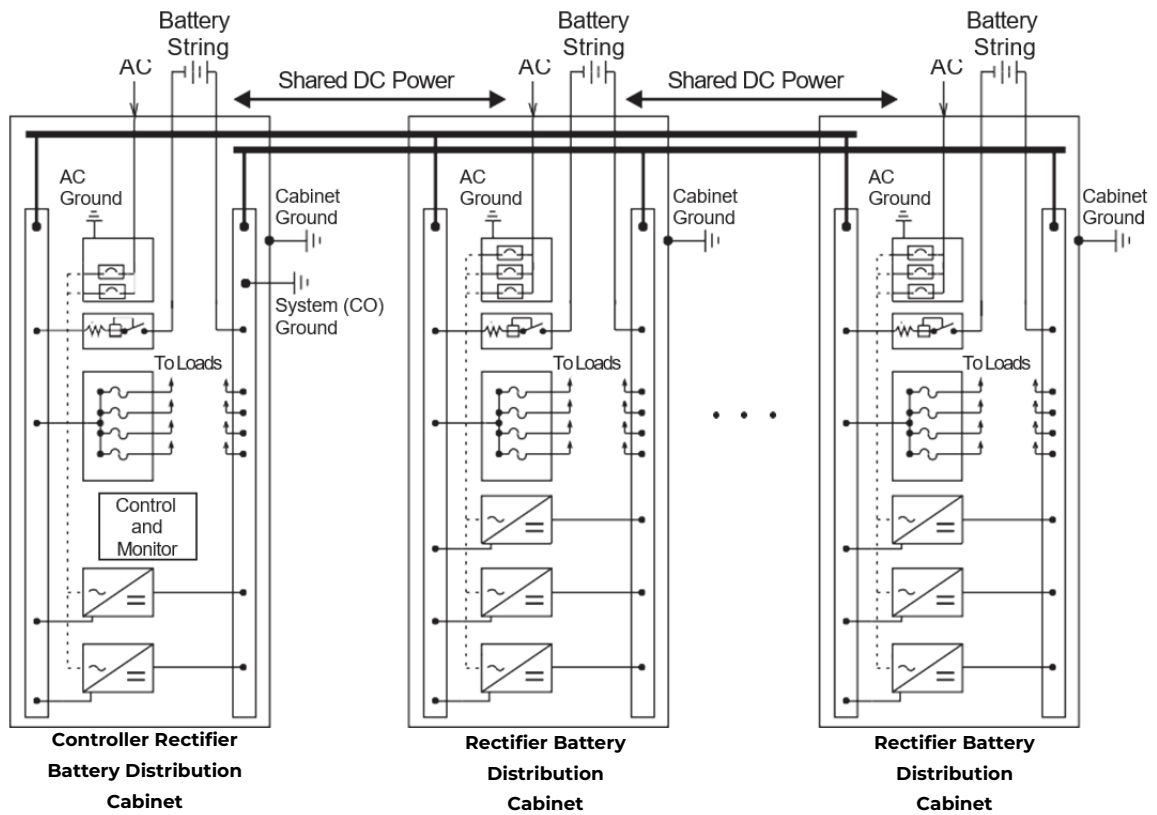 Battery
String
AC
Battery
String
AC
Battery
String
AC
Shared DC Power
Shared DC Power
AC
Ground
Cabinet
Ground
System (CO)
Ground
To Loads
Control
and
Monitor
AC
Ground
Cabinet
Ground
To Loads
AC
Ground
Cabinet
Ground
To Loads
Controller Rectifier
Battery Distribution
Cabinet
Rectifier Battery
Distribution
Cabinet
Rectifier Battery
Distribution
Cabinet